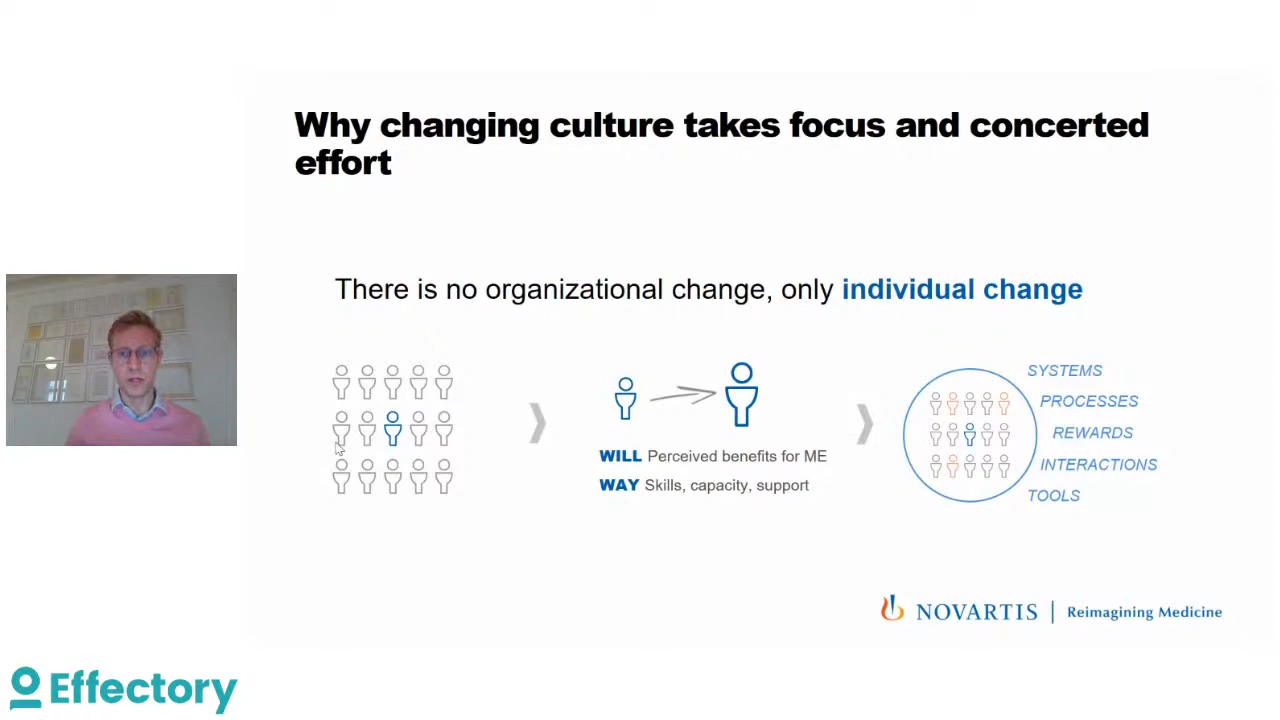 Why changing culture takes focus and concerted
effort
There is no organizational change, only individual change
WILL Perceived benefits for ME
WAY Skills, capacity, support
SYSTEMS
PROCESSES
REWARDS
INTERACTIONS
TOOLS
NOVARTIS | Reimagining Medicine
Effectory